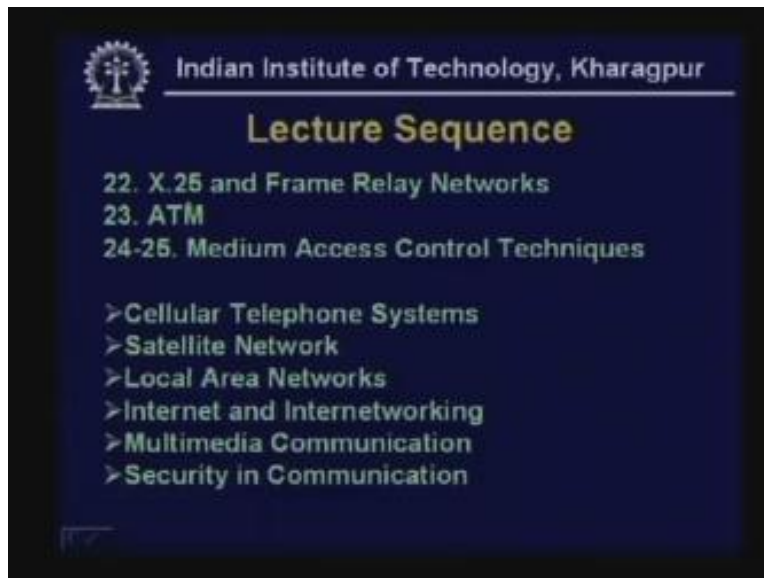 Indian Institute of Technology, Kharagpur
Lecture Sequence
22. X.25 and Frame Relay Networks
23. ATM
24-25. Medium Access Control Techniques
➢Cellular Telephone Systems
➢Satellite Network
➢Local Area Networks
➢Internet and Internetworking
➢Multimedia Communication
➢Security in Communication